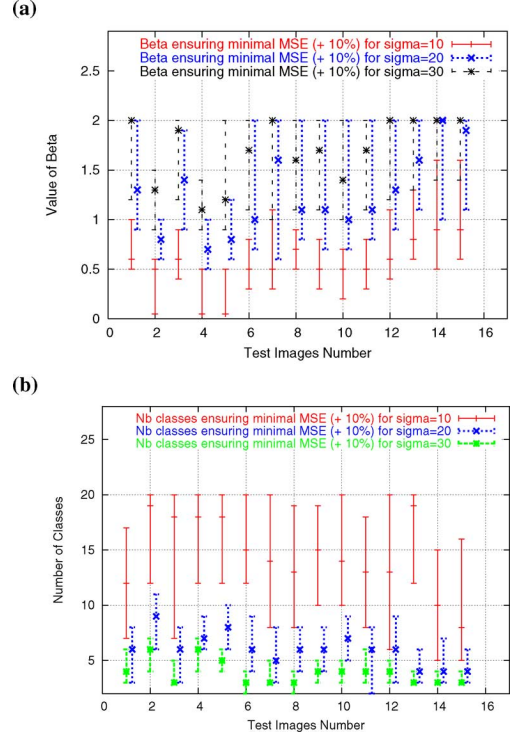 (a)
Beta ensuring minimal MSE (+ 10%) for sigma=10
Beta ensuring minimal MSE (+ 10%) for sigma=20
Beta ensuring minimal MSE (+ 10%) for sigma=30
2.5
2
1.5
1
0.5
0
Value of Beta
0 2 4 6 8 10 12 14 16
Test Images Number
(b)
Nb classes ensuring minimal MSE (+ 10%) for sigma=10
Nb classes ensuring minimal MSE (+ 10%) for sigma=20
Nb classes ensuring minimal MSE (+ 10%) for sigma=30
25
20
15
10
5
Number of Classes
0 2 4 6 8 10 12 14 16
Test Images Number